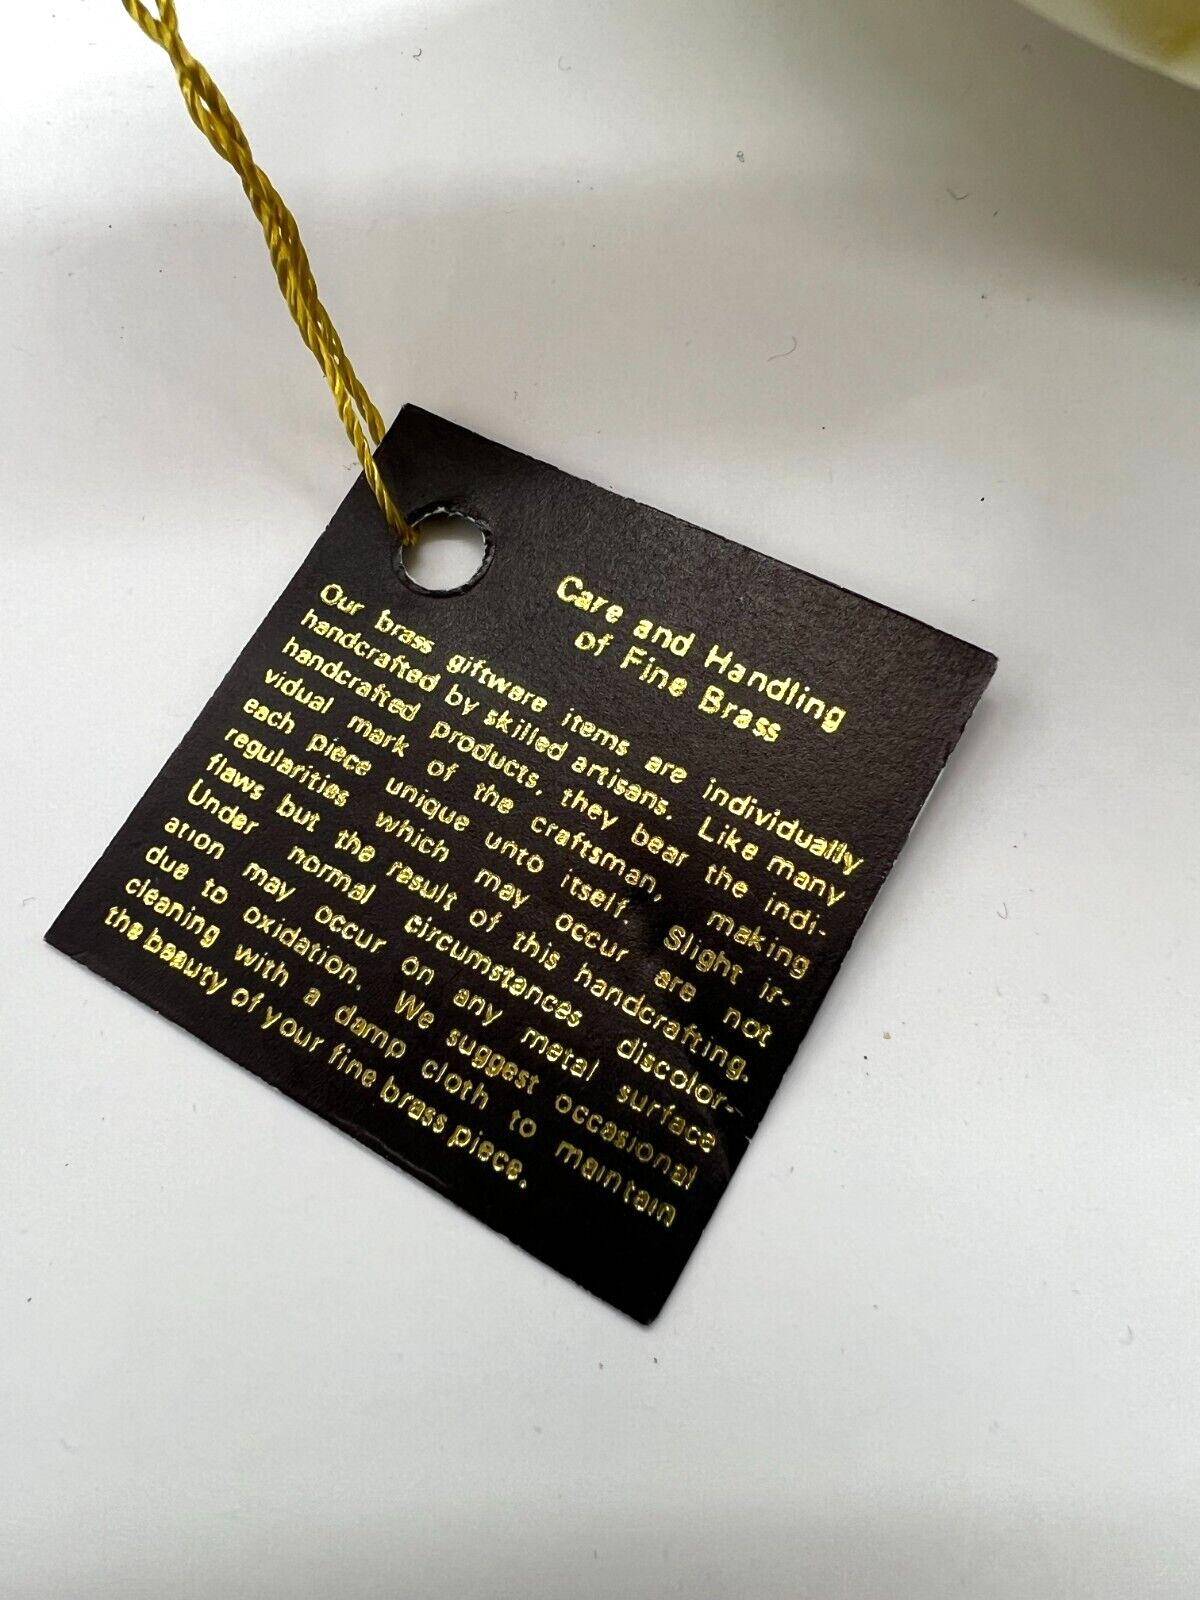 Care and Handling
of Fine Brass
Our brass giftware items are individually
handcrafted by skilled artisans. Like many
handcrafted products, they bear the indi-
vidual mark of the craftsman, making
each piece unique unto itself. Slight ir-
regularities which may occur are not
flaws but the result of this handcrafting.
Under normal circumstances discolor-
ation may occur on any metal surface
due to oxidation. We suggest occasional
cleaning with a damp cloth to maintain
the beauty of your fine brass piece.